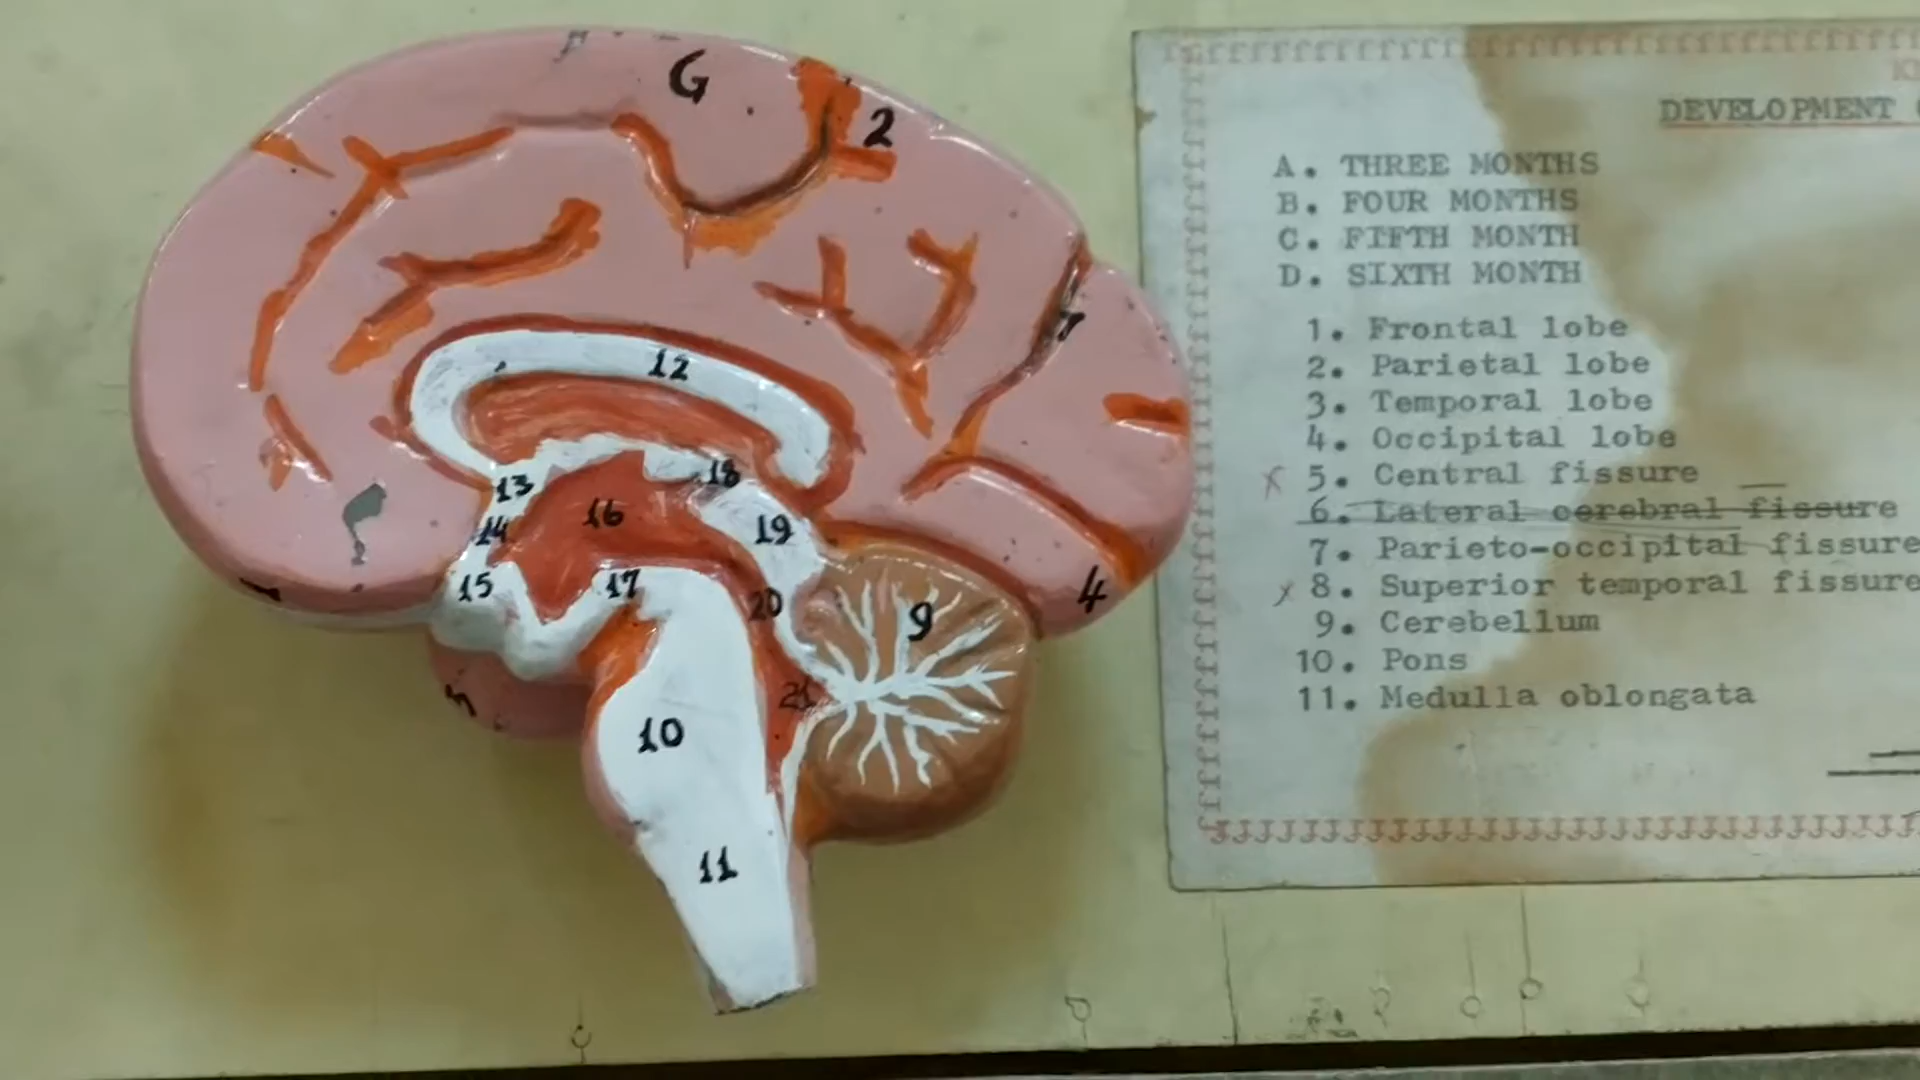 G
2
7
12
13
18
14
16
19
15
17
20
9
4
21
10
11
DEVELOPMENT
A. THREE MONTHS
B. FOUR MONTHS
C. FIFTH MONTH
D. SIXTH MONTH
1. Frontal lobe
2. Parietal lobe
3. Temporal lobe
4. Occipital lobe
x 5. Central fissure
6. Lateral cerebral fissure
7. Parieto-occipital fissure
x 8. Superior temporal fissure
9. Cerebellum
10. Pons
11. Medulla oblongata